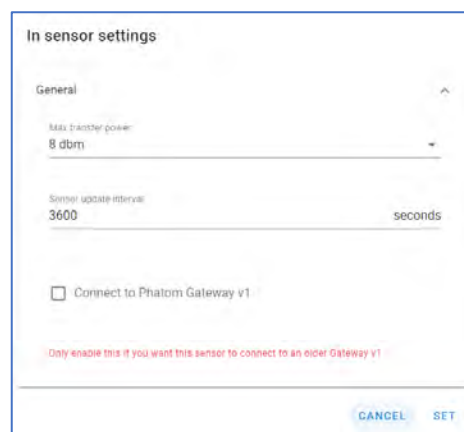 In sensor settings
General
Max transfer power
8 dbm
Sensor update interval
3600 seconds
Connect to Phatom Gateway v1
Only enable this if you want this sensor to connect to an older Gateway v1
CANCEL SET